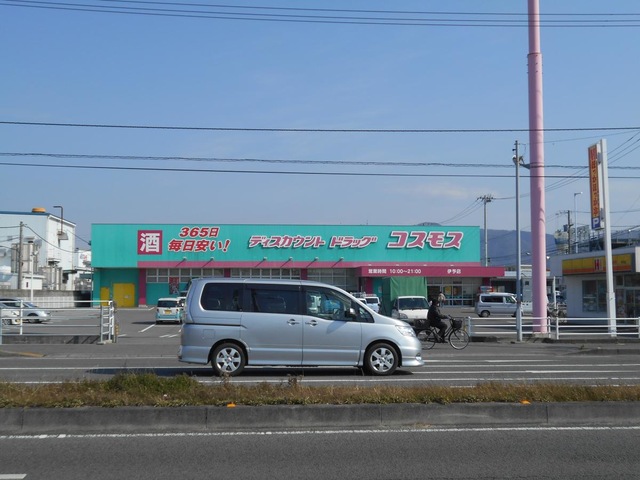 酒
365日
毎日安い!
ディスカウント ドラッグ コスモス
営業時間 10:00~21:00
伊予店